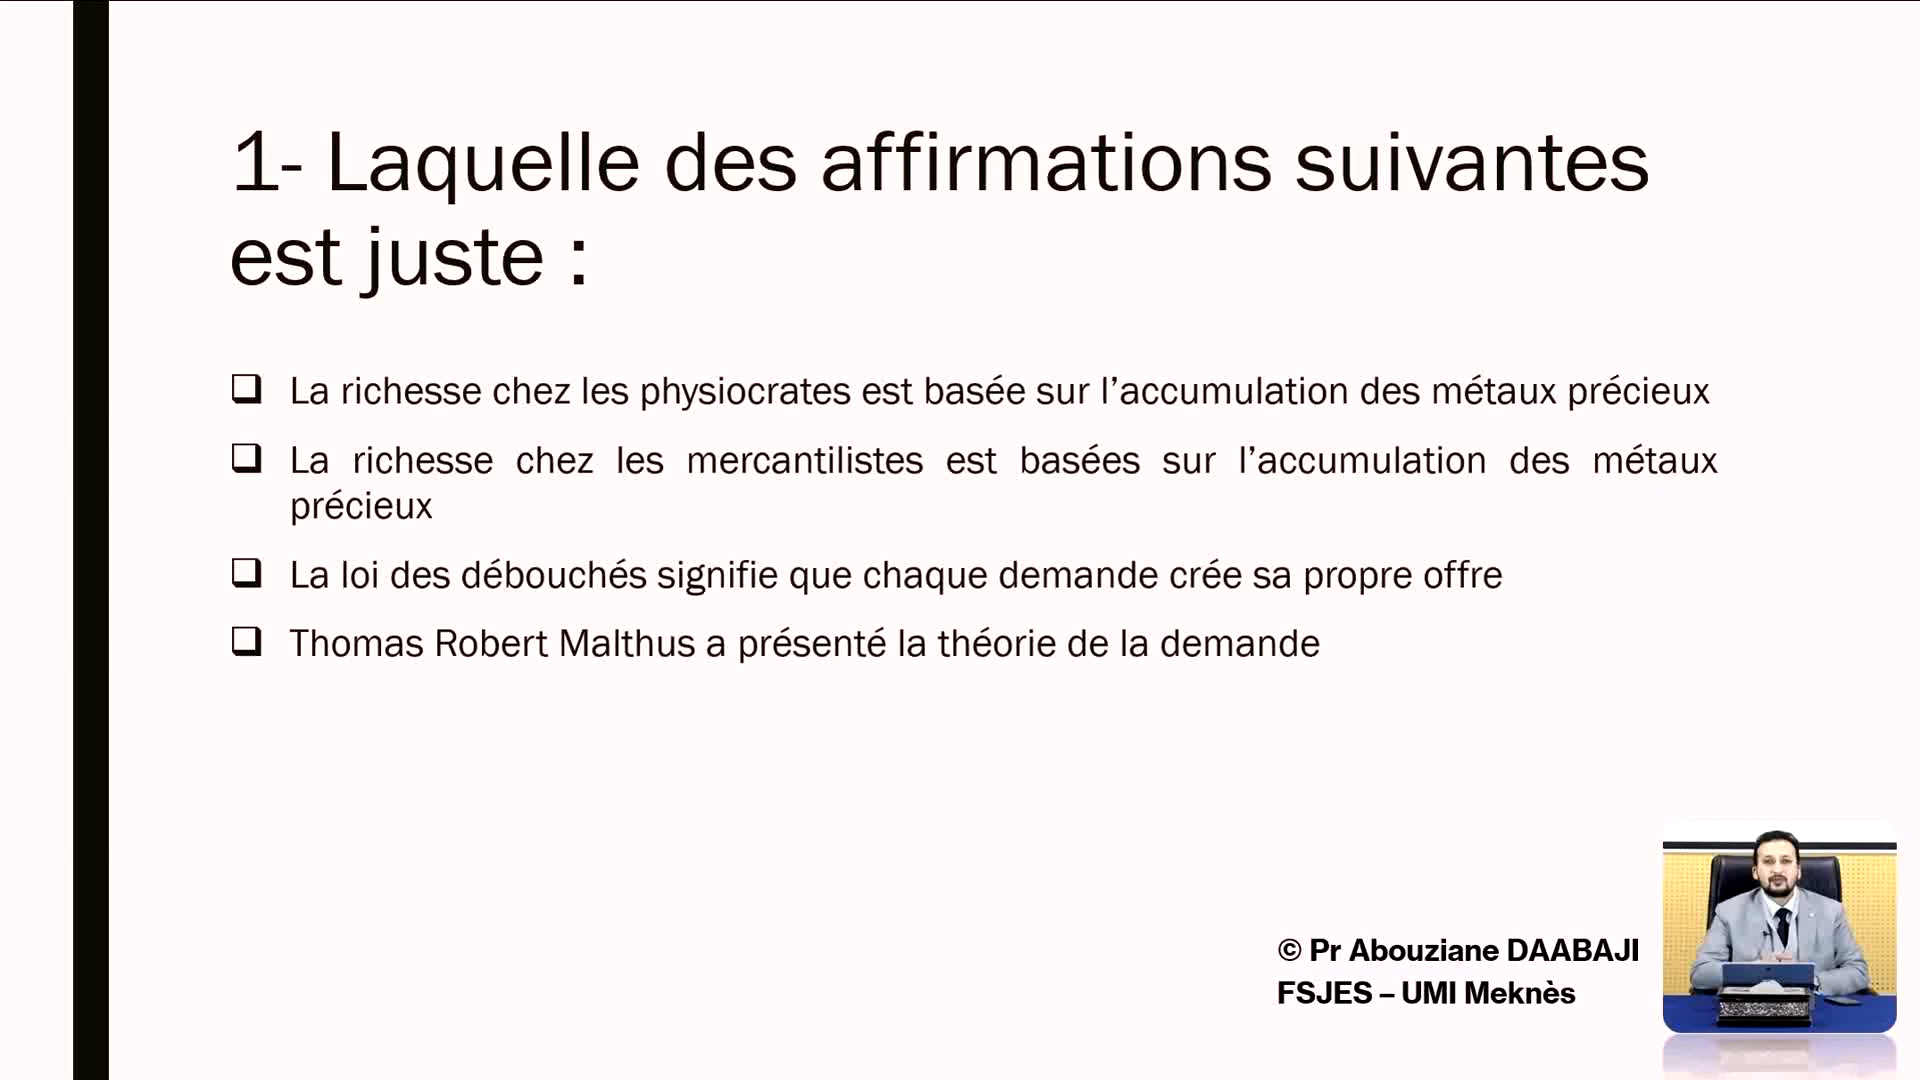 1- Laquelle des affirmations suivantes
est juste :
❑ La richesse chez les physiocrates est basée sur l’accumulation des métaux précieux
❑ La richesse chez les mercantilistes est basées sur l’accumulation des métaux
précieux
❑ La loi des débouchés signifie que chaque demande crée sa propre offre
❑ Thomas Robert Malthus a présenté la théorie de la demande
© Pr Abouziane DAABAJI
FSJES – UMI Meknès